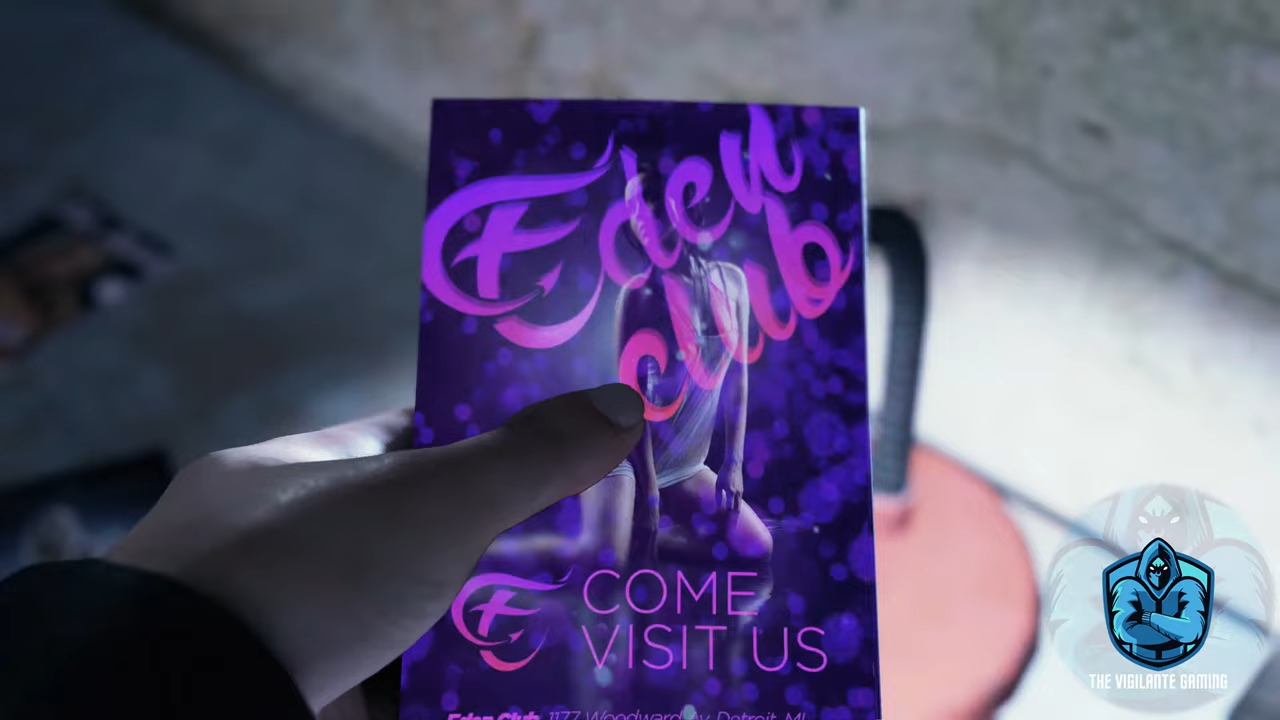 Eden
club
COME
VISIT US
Eden Club, 1177 Woodward Av. Detroit, MI
THE VIGILANTE GAMING